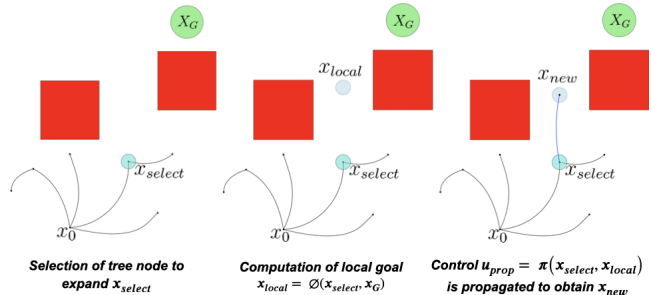 X_G
X_G
X_G
x_local
x_new
x_select
x_select
x_select
x_0
x_0
x_0
Selection of tree node to
expand x_select
Computation of local goal
x_local = ∅(x_select, x_G)
Control u_prop = π(x_select, x_local)
is propagated to obtain x_new